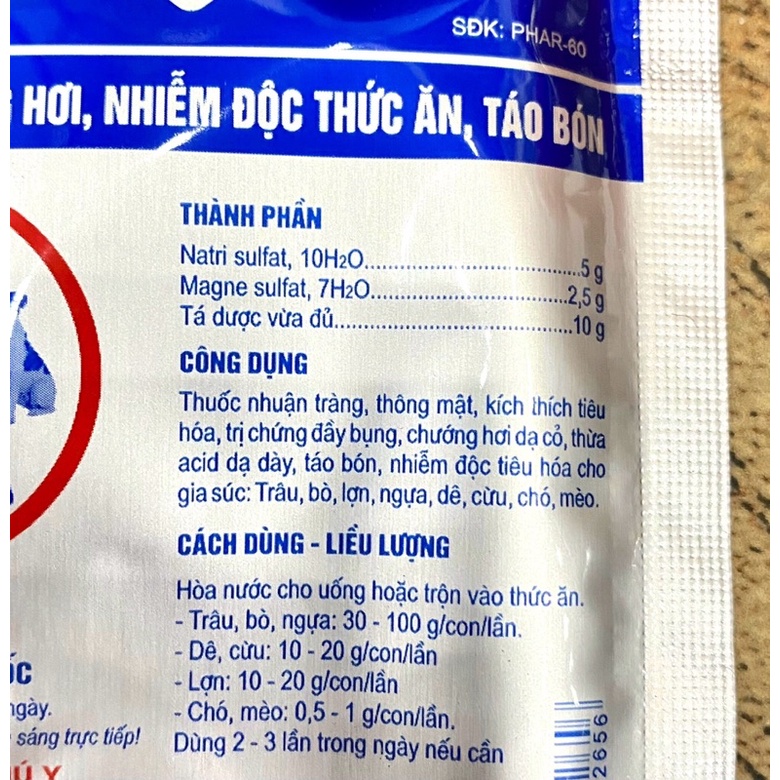 SĐK: PHAR-60
HƠI, NHIỄM ĐỘC THỨC ĂN, TÁO BÓN
THÀNH PHẦN
Natri sulfat, 10H2O..........................................5 g
Magne sulfat, 7H2O.......................................2,5 g
Tá dược vừa đủ..............................................10 g
CÔNG DỤNG
Thuốc nhuận tràng, thông mật, kích thích tiêu
hóa, trị chứng đầy bụng, chướng hơi dạ cỏ, thừa
acid dạ dày, táo bón, nhiễm độc tiêu hóa cho
gia súc: Trâu, bò, lợn, ngựa, dê, cừu, chó, mèo.
CÁCH DÙNG - LIỀU LƯỢNG
Hòa nước cho uống hoặc trộn vào thức ăn.
- Trâu, bò, ngựa: 30 - 100 g/con/lần.
- Dê, cừu: 10 - 20 g/con/lần
- Lợn: 10 - 20 g/con/lần
- Chó, mèo: 0,5 - 1 g/con/lần.
Dùng 2 - 3 lần trong ngày nếu cần
ngày.
sáng trực tiếp!
Ú Y
2656